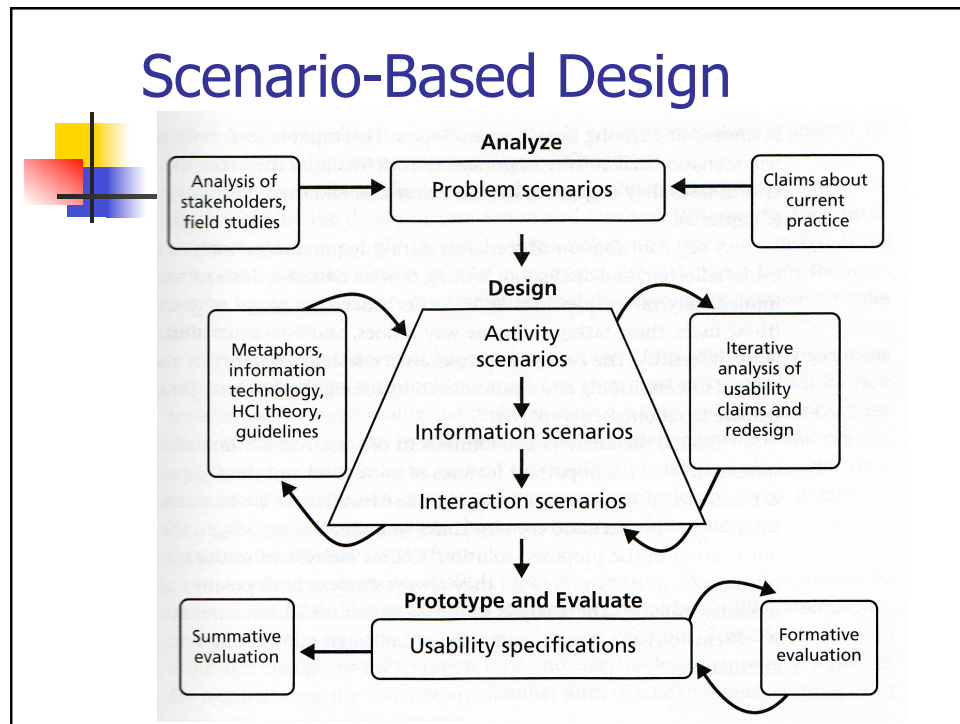 Scenario-Based Design
Analyze
Analysis of
stakeholders,
field studies
Problem scenarios
Claims about
current
practice
Design
Metaphors,
information
technology,
HCI theory,
guidelines
Activity
scenarios
Information scenarios
Interaction scenarios
Iterative
analysis of
usability
claims and
redesign
Prototype and Evaluate
Summative
evaluation
Usability specifications
Formative
evaluation